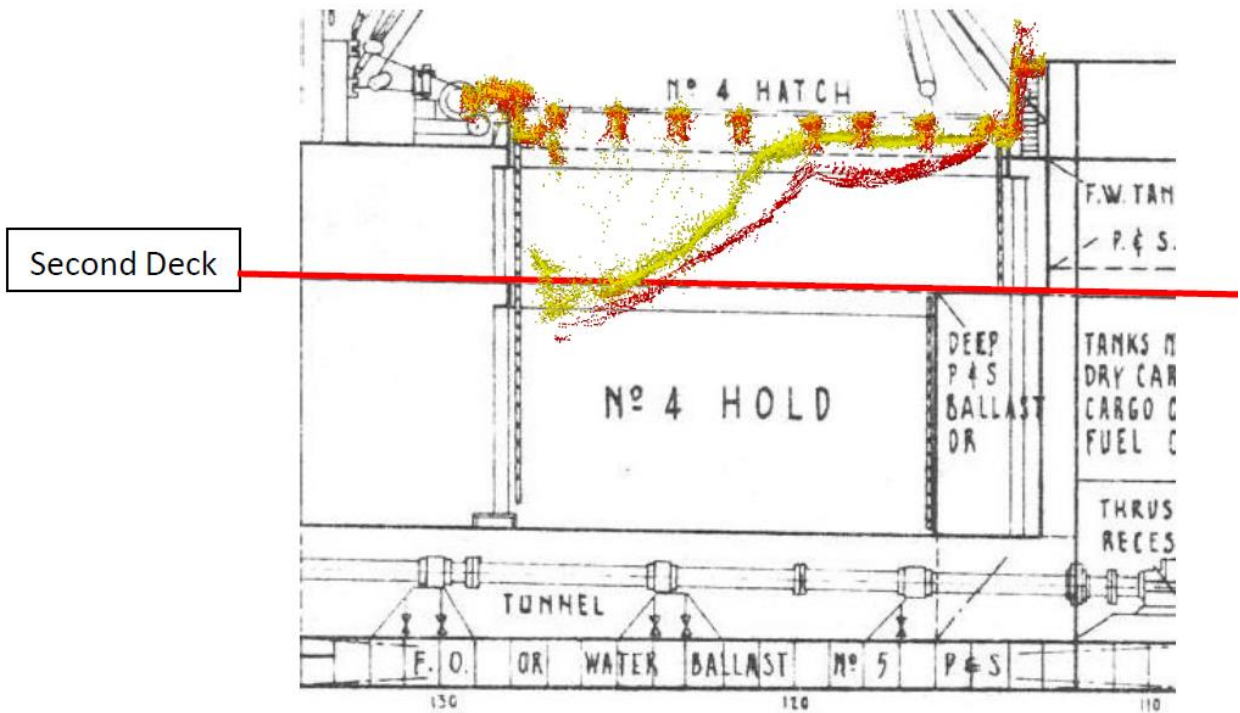 Nº 4 HATCH
F.W. TAN
P. & S.
Second Deck
DEEP
P & S
BALLAST
OR
TANKS
DRY CAR
CARGO
FUEL
Nº 4 HOLD
THRUS
RECES
TUNNEL
F. O. OR WATER BALLAST Nº 5 P & S
130 120 110